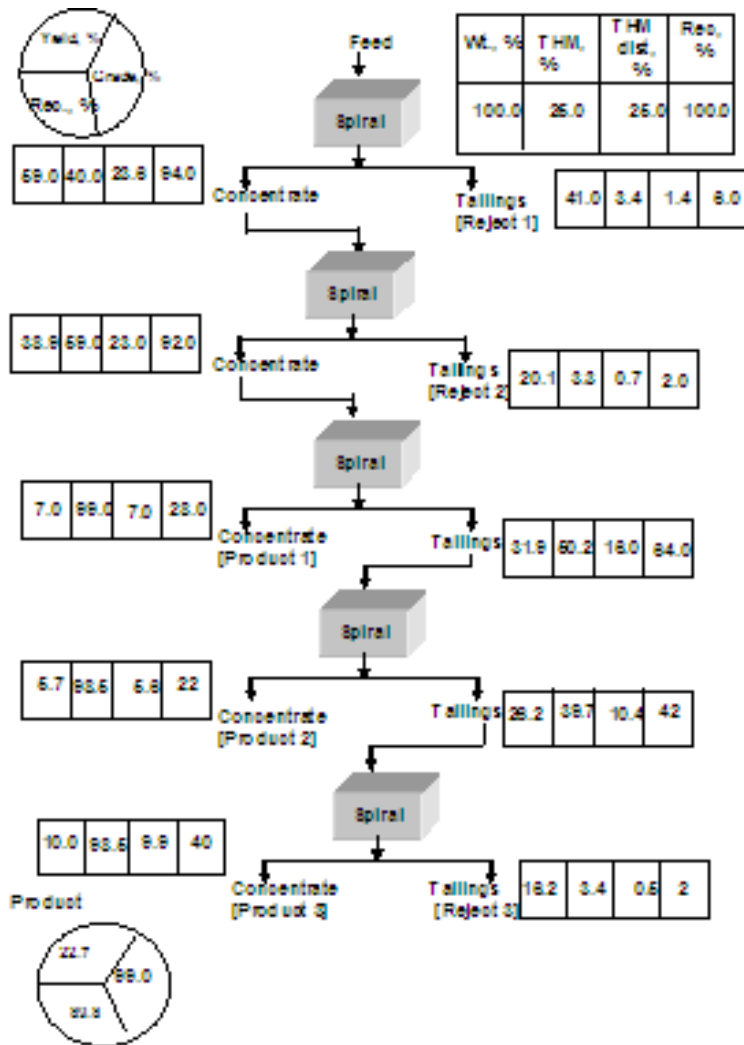 Yeild, %
Grade, %
Rec., %
Feed
Wt., % THM, % THM dist, % Rec, %
100.0 25.0 25.0 100.0
Spiral
59.0 40.0 23.6 94.0
Concentrate
Tailings
[Reject 1]
41.0 3.4 1.4 6.0
Spiral
38.9 59.0 23.0 92.0
Concentrate
Tailings
[Reject 2]
20.1 3.3 0.7 2.0
Spiral
7.0 99.0 7.0 28.0
Concentrate
[Product 1]
Tailings
31.9 50.2 16.0 64.0
Spiral
5.7 98.5 5.6 22
Concentrate
[Product 2]
Tailings
26.2 39.7 10.4 42
Spiral
10.0 98.5 9.9 40
Concentrate
[Product 3]
Tailings
[Reject 3]
16.2 3.4 0.5 2
Product
22.7
99.0
89.8